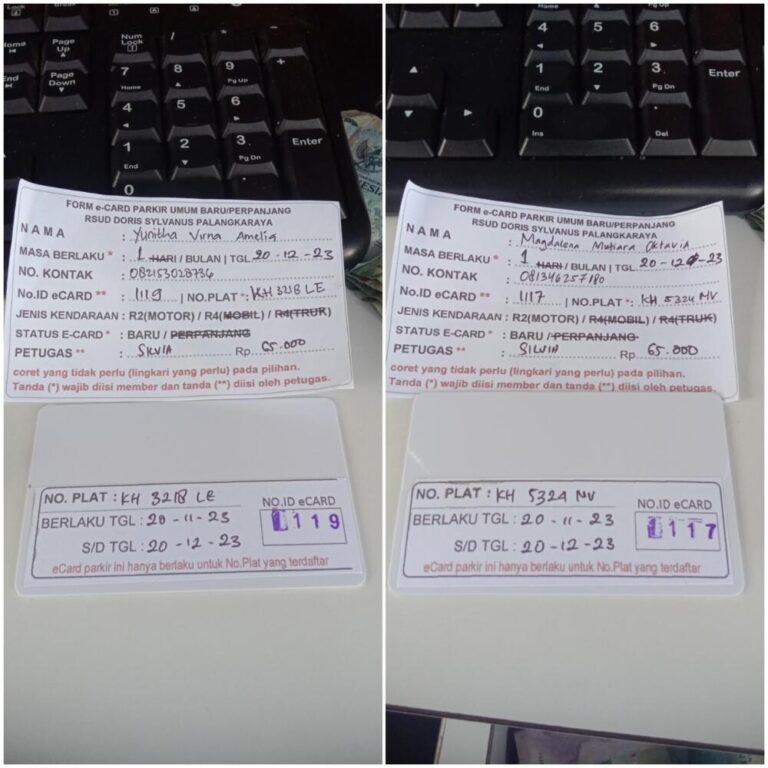 Home
Page Up
Num Lock
/
*
-
End
Page Down
7
Home
8
9
Pg Up
+
4
5
6
1
End
2
3
Pg Dn
Enter
0
FORM e-CARD PARKIR UMUM BARU/PERPANJANG
RSUD DORIS SYLVANUS PALANGKARAYA
NAMA : Yunitha Virna Amelia
MASA BERLAKU * : 1 HARI / BULAN | TGL. 20 - 12 - 23
NO. KONTAK : 082153028736
No.ID eCARD ** : 1119 | NO.PLAT *: KH 3218 LE
JENIS KENDARAAN : R2(MOTOR) / R4(MOBIL) / R4(TRUK)
STATUS E-CARD * : BARU / PERPANJANG
PETUGAS ** : SILVIA Rp 65.000
coret yang tidak perlu (lingkari yang perlu) pada pilihan.
Tanda (*) wajib diisi member dan tanda (**) diisi oleh petugas.
NO. PLAT : KH 3218 LE
NO.ID eCARD
BERLAKU TGL : 20 - 11 - 23
1119
S/D TGL : 20 - 12 - 23
eCard parkir ini hanya berlaku untuk No.Plat yang terdaftar
4
5
6
1
End
2
3
Pg Dn
Enter
0
Ins
.
Del
FORM e-CARD PARKIR UMUM BARU/PERPANJANG
RSUD DORIS SYLVANUS PALANGKARAYA
NAMA : Magdalena Mutiara Oktavia
MASA BERLAKU * : 1 HARI / BULAN | TGL. 20 - 12 - 23
NO. KONTAK : 081346257180
No.ID eCARD ** : 1117 | NO.PLAT *: KH 5324 NV
JENIS KENDARAAN : R2(MOTOR) / R4(MOBIL) / R4(TRUK)
STATUS E-CARD * : BARU / PERPANJANG
PETUGAS ** : SILVIA Rp 65.000
coret yang tidak perlu (lingkari yang perlu) pada pilihan.
Tanda (*) wajib diisi member dan tanda (**) diisi oleh petugas.
NO. PLAT : KH 5324 NV
NO.ID eCARD
BERLAKU TGL : 20 - 11 - 23
1117
S/D TGL : 20 - 12 - 23
eCard parkir ini hanya berlaku untuk No.Plat yang terdaftar